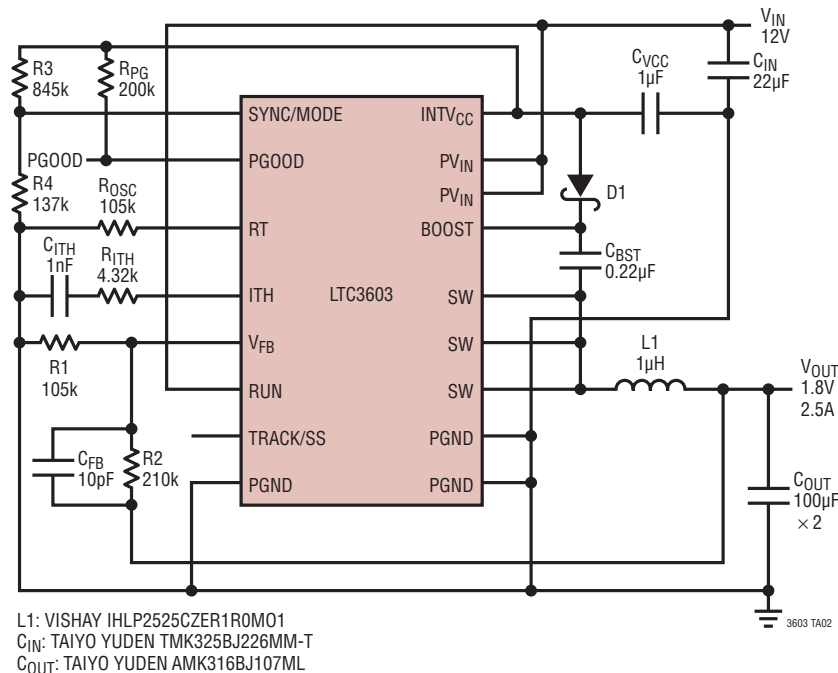 VIN
12V
R3
845k
RPG
200k
CVCC
1µF
CIN
22µF
SYNC/MODE
INTVCC
PGOOD
PGOOD
PVIN
PVIN
D1
R4
137k
ROSC
105k
RT
BOOST
CITH
1nF
RITH
4.32k
CBST
0.22µF
ITH
LTC3603
SW
VFB
SW
R1
105k
L1
1µH
RUN
SW
VOUT
1.8V
2.5A
TRACK/SS
PGND
CFB
10pF
R2
210k
PGND
PGND
COUT
100µF
× 2
3603 TA02
L1: VISHAY IHLP2525CZER1R0MO1
CIN: TAIYO YUDEN TMK325BJ226MM-T
COUT: TAIYO YUDEN AMK316BJ107ML